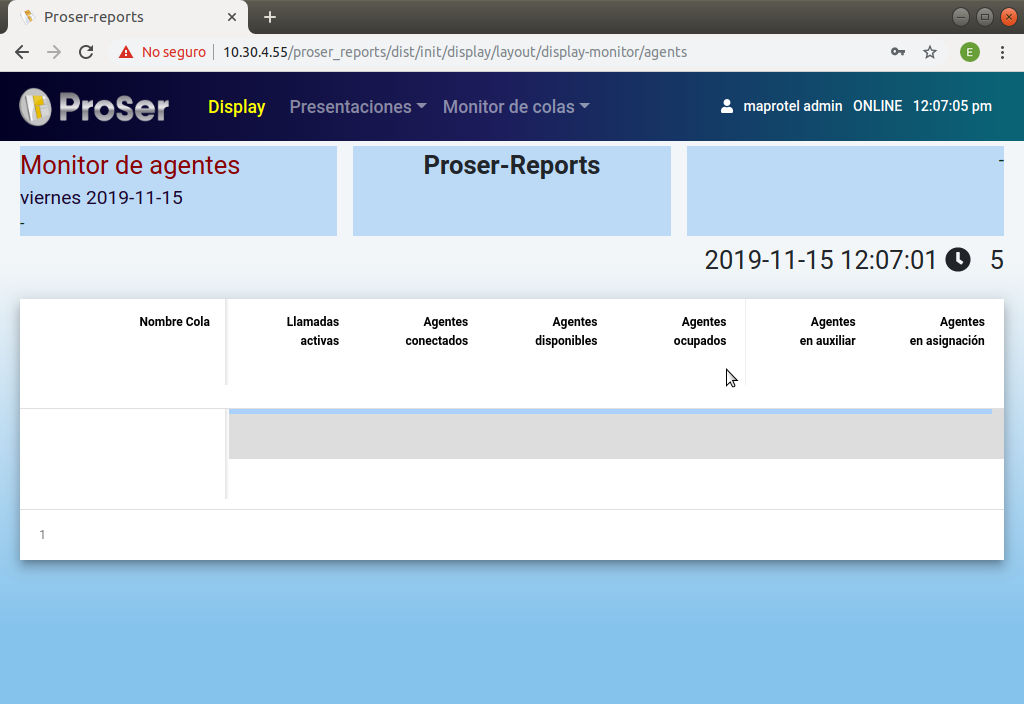 Proser-reports
No seguro
10.30.4.55/proser_reports/dist/init/display/layout/display-monitor/agents
E
ProSer
Display
Presentaciones
Monitor de colas
maprotel admin ONLINE 12:07:05 pm
Monitor de agentes
viernes 2019-11-15
-
Proser-Reports
-
2019-11-15 12:07:01 5
Nombre Cola
Llamadas
activas
Agentes
conectados
Agentes
disponibles
Agentes
ocupados
Agentes
en auxiliar
Agentes
en asignación
1